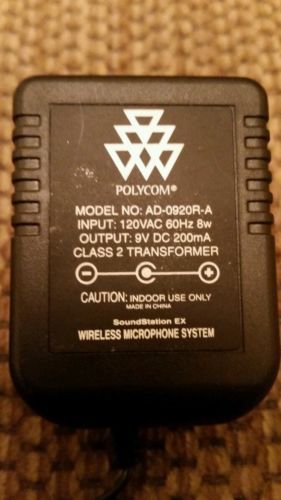 POLYCOM®
MODEL NO: AD-0920R-A
INPUT: 120VAC 60Hz 8w
OUTPUT: 9V DC 200mA
CLASS 2 TRANSFORMER
CAUTION: INDOOR USE ONLY
MADE IN CHINA
SoundStation EX
WIRELESS MICROPHONE SYSTEM